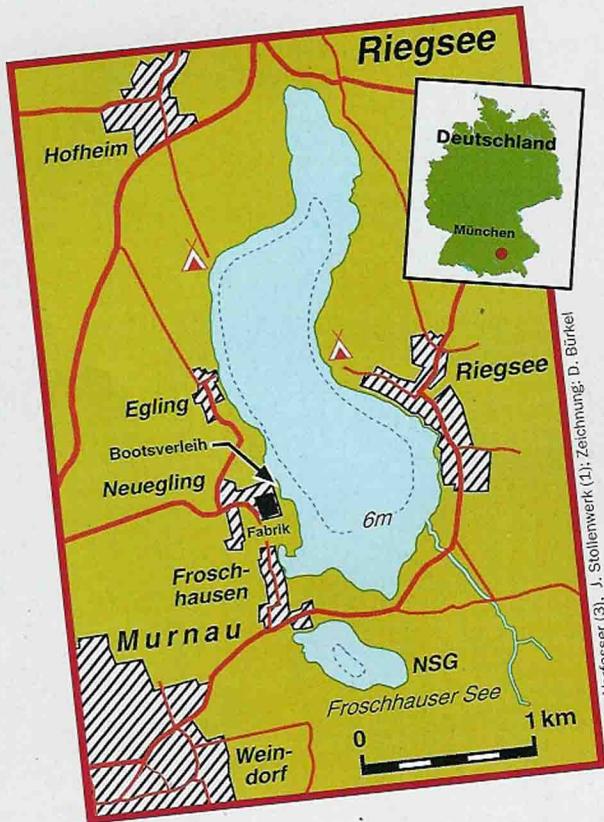 Riegsee
Deutschland
München
Hofheim
Riegsee
Egling
Bootsverleih
Neuegling
Fabrik
6m
Frosch-
hausen
Murnau
NSG
Froschhauser See
Wein-
dorf
0
1 km
(3), J. Stollenwerk (1); Zeichnung: D. Bürkel